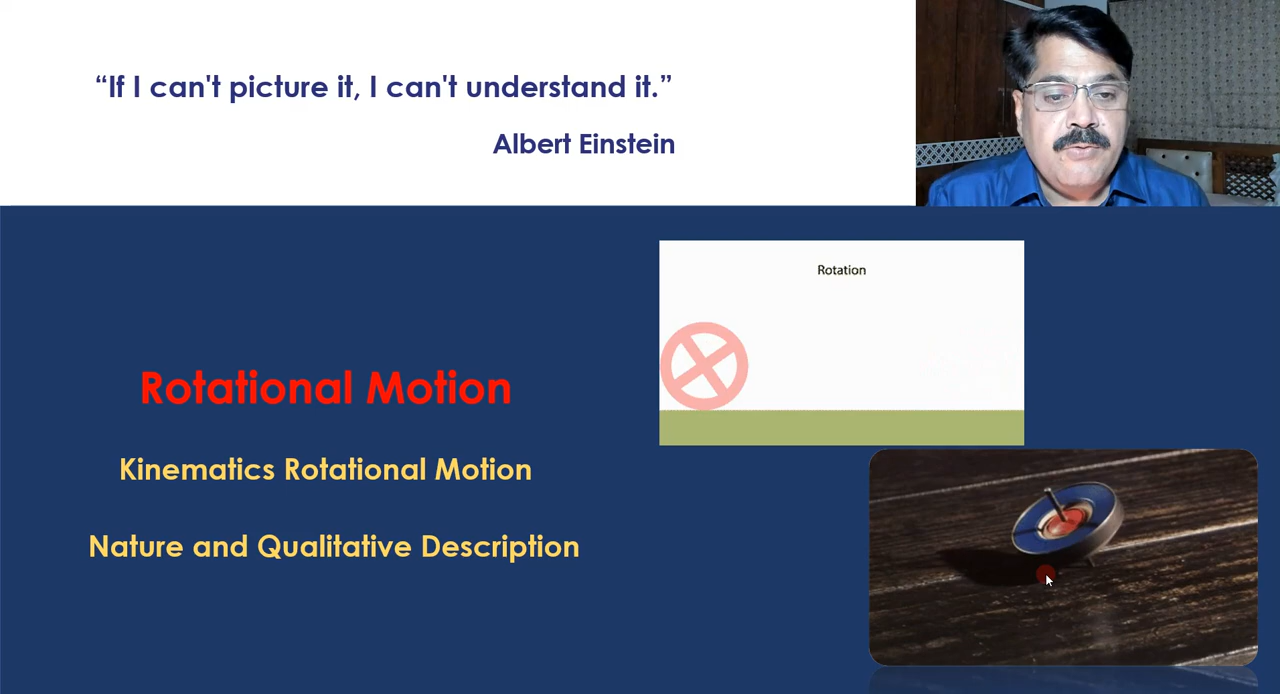 “If I can't picture it, I can't understand it.”
Albert Einstein
Rotation
Rotational Motion
Kinematics Rotational Motion
Nature and Qualitative Description